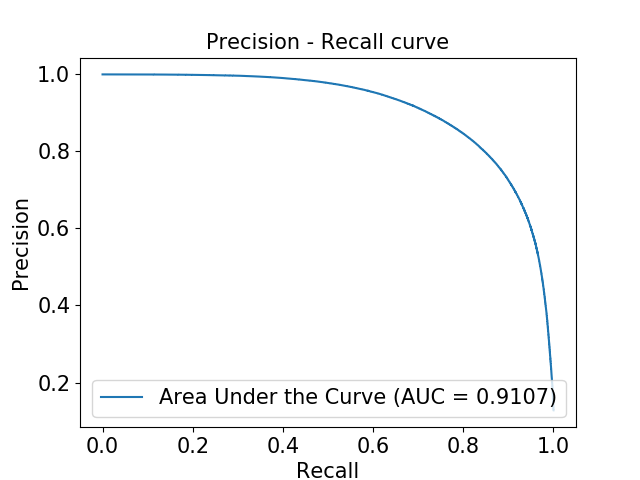 Precision - Recall curve
1.0
0.8
0.6
0.4
0.2
Precision
Area Under the Curve (AUC = 0.9107)
0.0 0.2 0.4 0.6 0.8 1.0
Recall